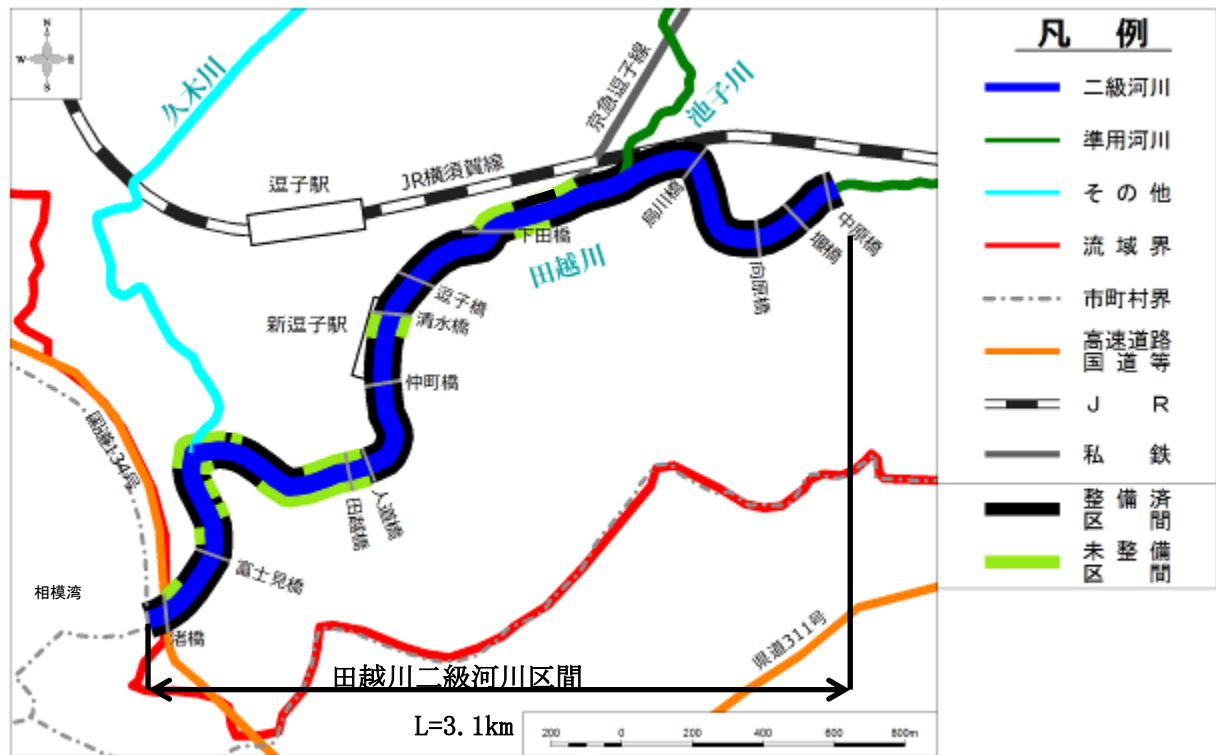 N
W E
S
久木川
京急逗子線
池子川
逗子駅
JR横須賀線
烏川橋
中原橋
堰橋
向原橋
下田橋
田越川
逗子橋
清水橋
新逗子駅
仲町橋
国道134号
人道橋
田越橋
富士見橋
相模湾
渚橋
県道311号
田越川二級河川区間
L=3.1km
200 0 200 400 600 800m
凡 例
二級河川
準用河川
その他
流域界
市町村界
高速道路
国道等
J R
私鉄
整備済
区間
未整備
区間